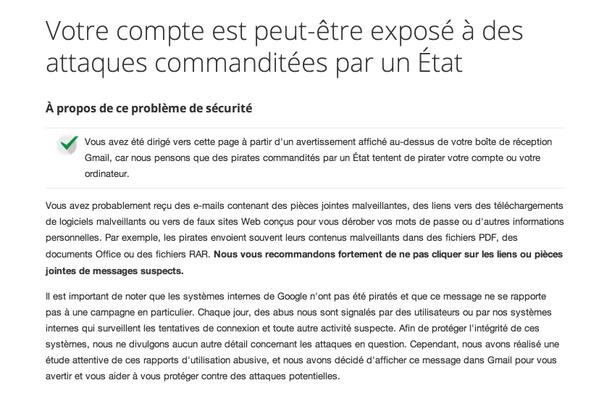 Votre compte est peut-être exposé à des
attaques commanditées par un État
À propos de ce problème de sécurité
Vous avez été dirigé vers cette page à partir d'un avertissement affiché au-dessus de votre boîte de réception
Gmail, car nous pensons que des pirates commandités par un État tentent de pirater votre compte ou votre
ordinateur.
Vous avez probablement reçu des e-mails contenant des pièces jointes malveillantes, des liens vers des téléchargements
de logiciels malveillants ou vers de faux sites Web conçus pour vous dérober vos mots de passe ou d'autres informations
personnelles. Par exemple, les pirates envoient souvent leurs contenus malveillants dans des fichiers PDF, des
documents Office ou des fichiers RAR. Nous vous recommandons fortement de ne pas cliquer sur les liens ou pièces
jointes de messages suspects.
Il est important de noter que les systèmes internes de Google n'ont pas été piratés et que ce message ne se rapporte
pas à une campagne en particulier. Chaque jour, des abus nous sont signalés par des utilisateurs ou par nos systèmes
internes qui surveillent les tentatives de connexion et toute autre activité suspecte. Afin de protéger l'intégrité de ces
systèmes, nous ne divulgons aucun autre détail concernant les attaques en question. Cependant, nous avons réalisé une
étude attentive de ces rapports d'utilisation abusive, et nous avons décidé d'afficher ce message dans Gmail pour vous
avertir et vous aider à vous protéger contre des attaques potentielles.